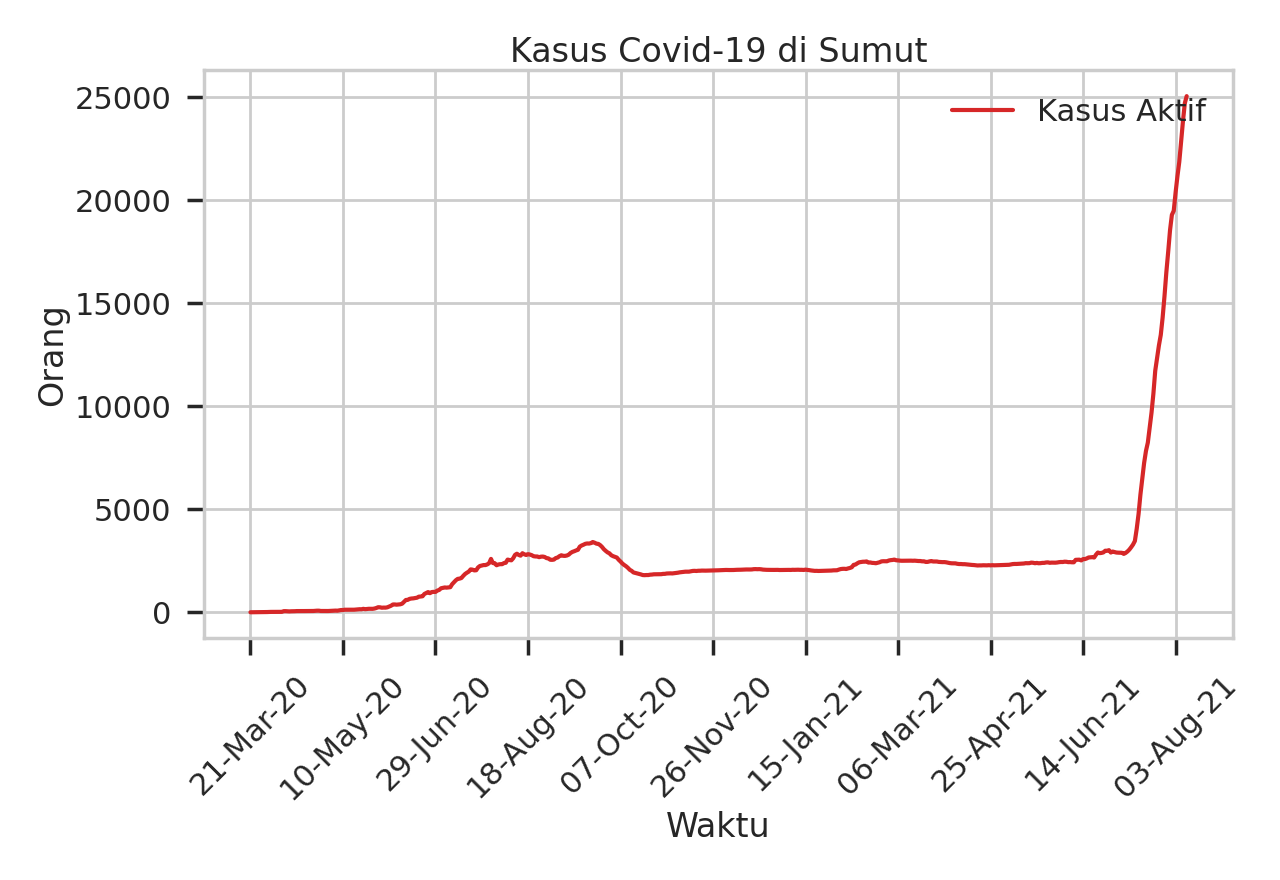 Kasus Covid-19 di Sumut
Kasus Aktif
25000
20000
15000
10000
5000
0
Orang
21-Mar-20
10-May-20
29-Jun-20
18-Aug-20
07-Oct-20
26-Nov-20
15-Jan-21
06-Mar-21
25-Apr-21
14-Jun-21
03-Aug-21
Waktu